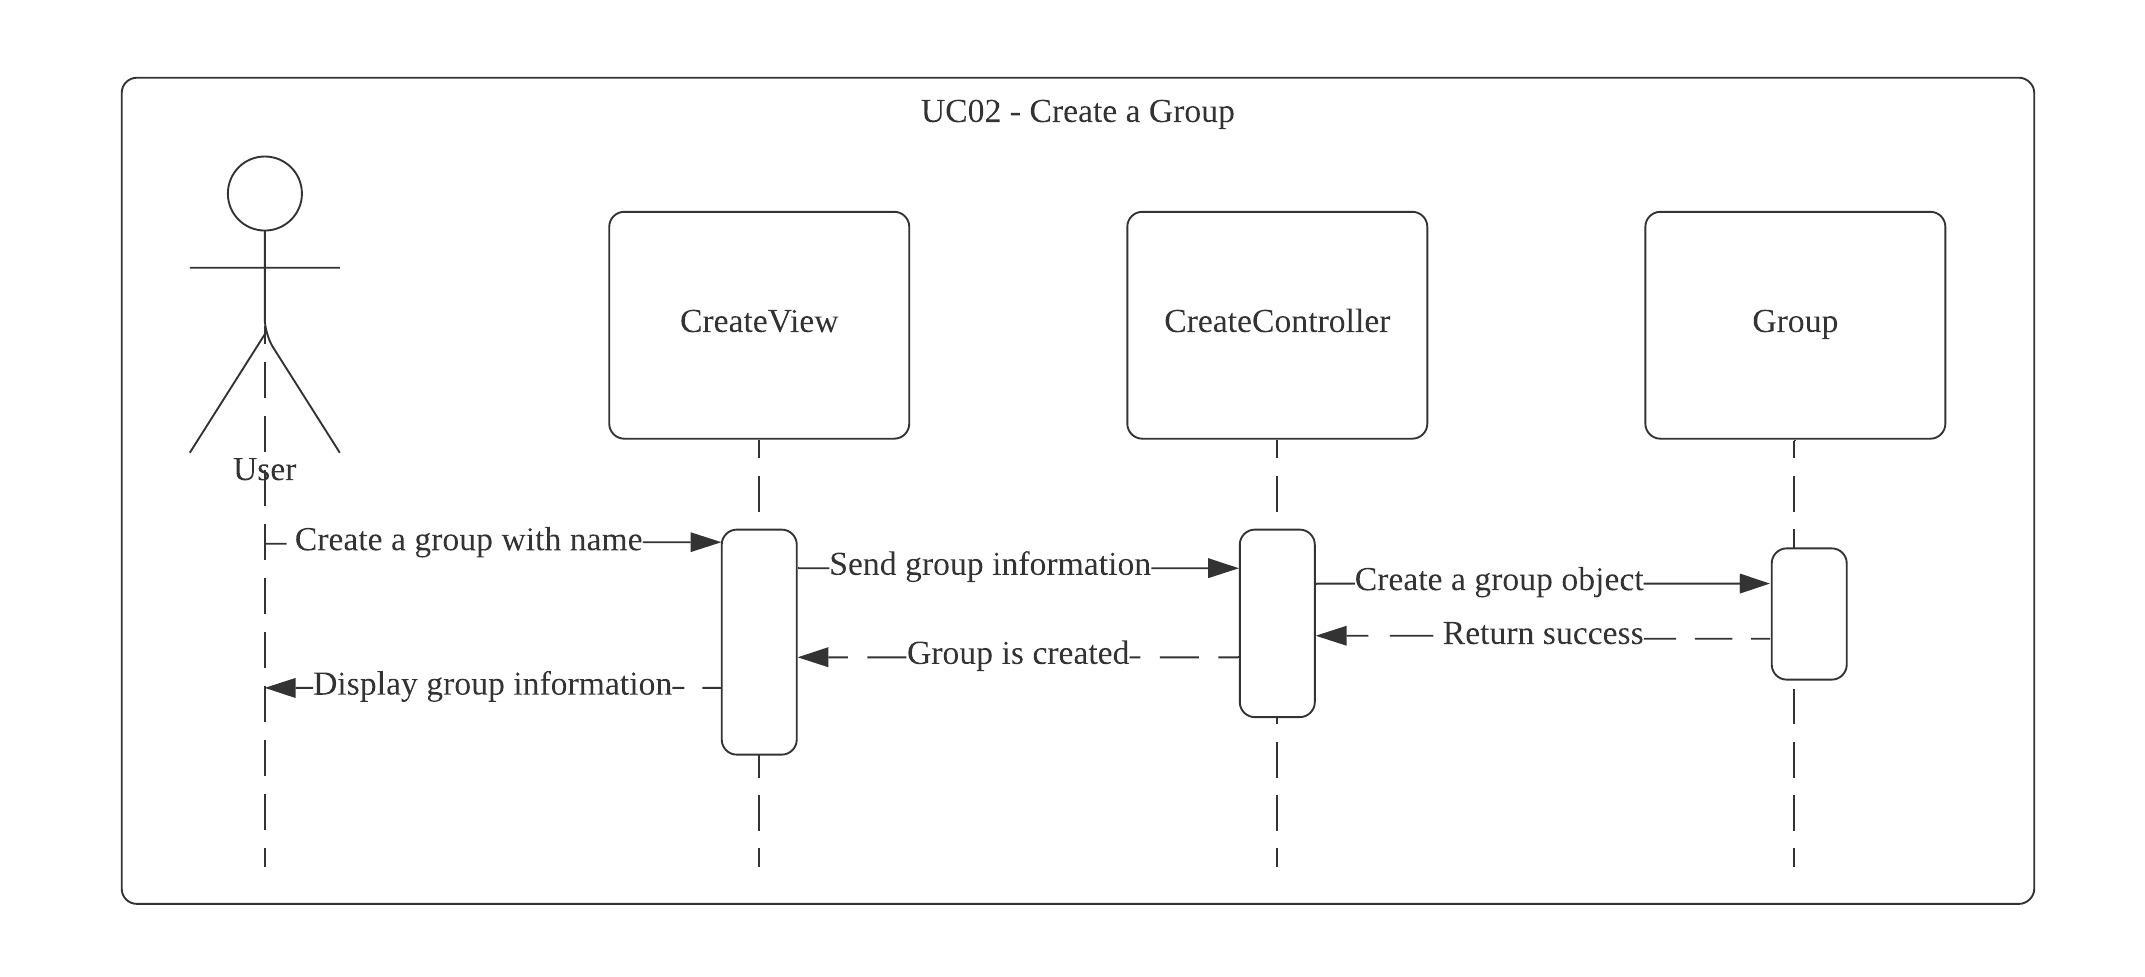 UC02 - Create a Group
CreateView
CreateController
Group
User
Create a group with name
Send group information
Create a group object
Return success
Group is created
Display group information